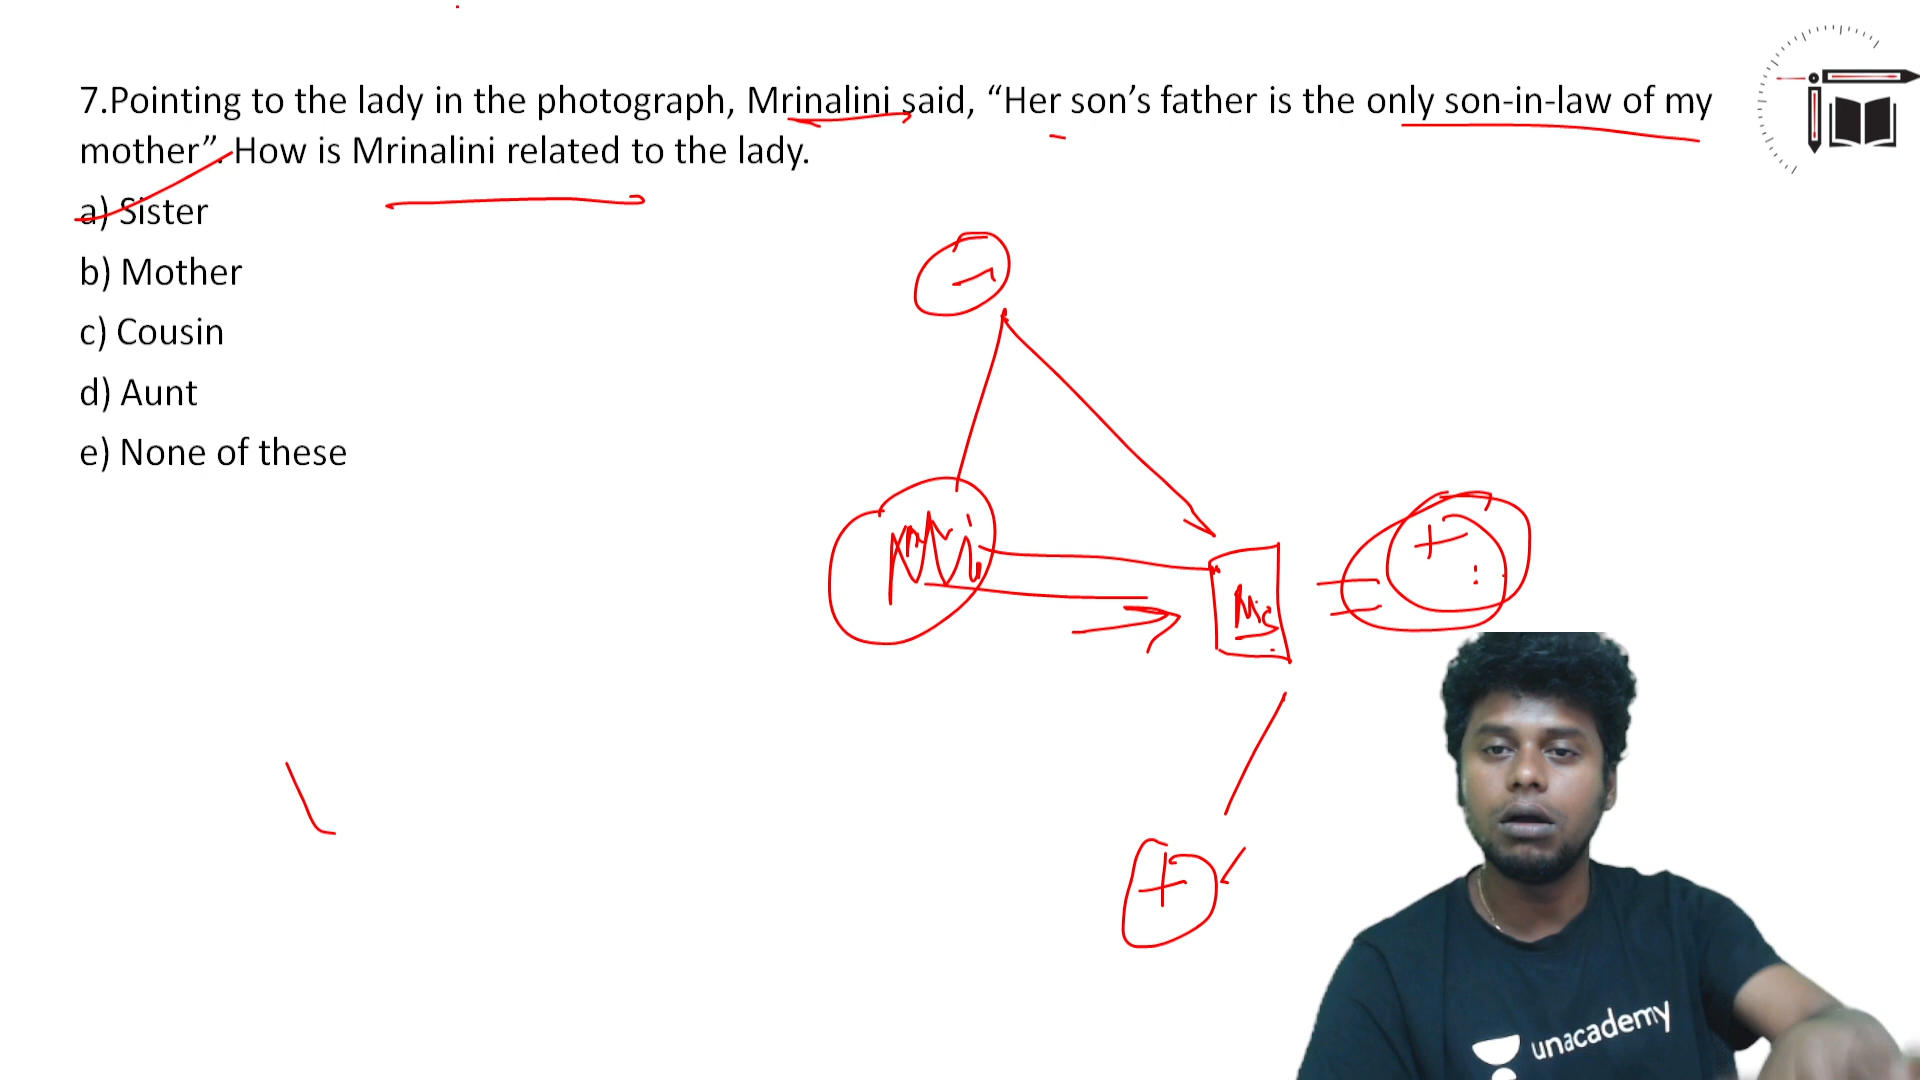 7.Pointing to the lady in the photograph, Mrinalini said, “Her son’s father is the only son-in-law of my
mother”. How is Mrinalini related to the lady.
a) Sister
b) Mother
c) Cousin
d) Aunt
e) None of these
-
+
+
unacademy